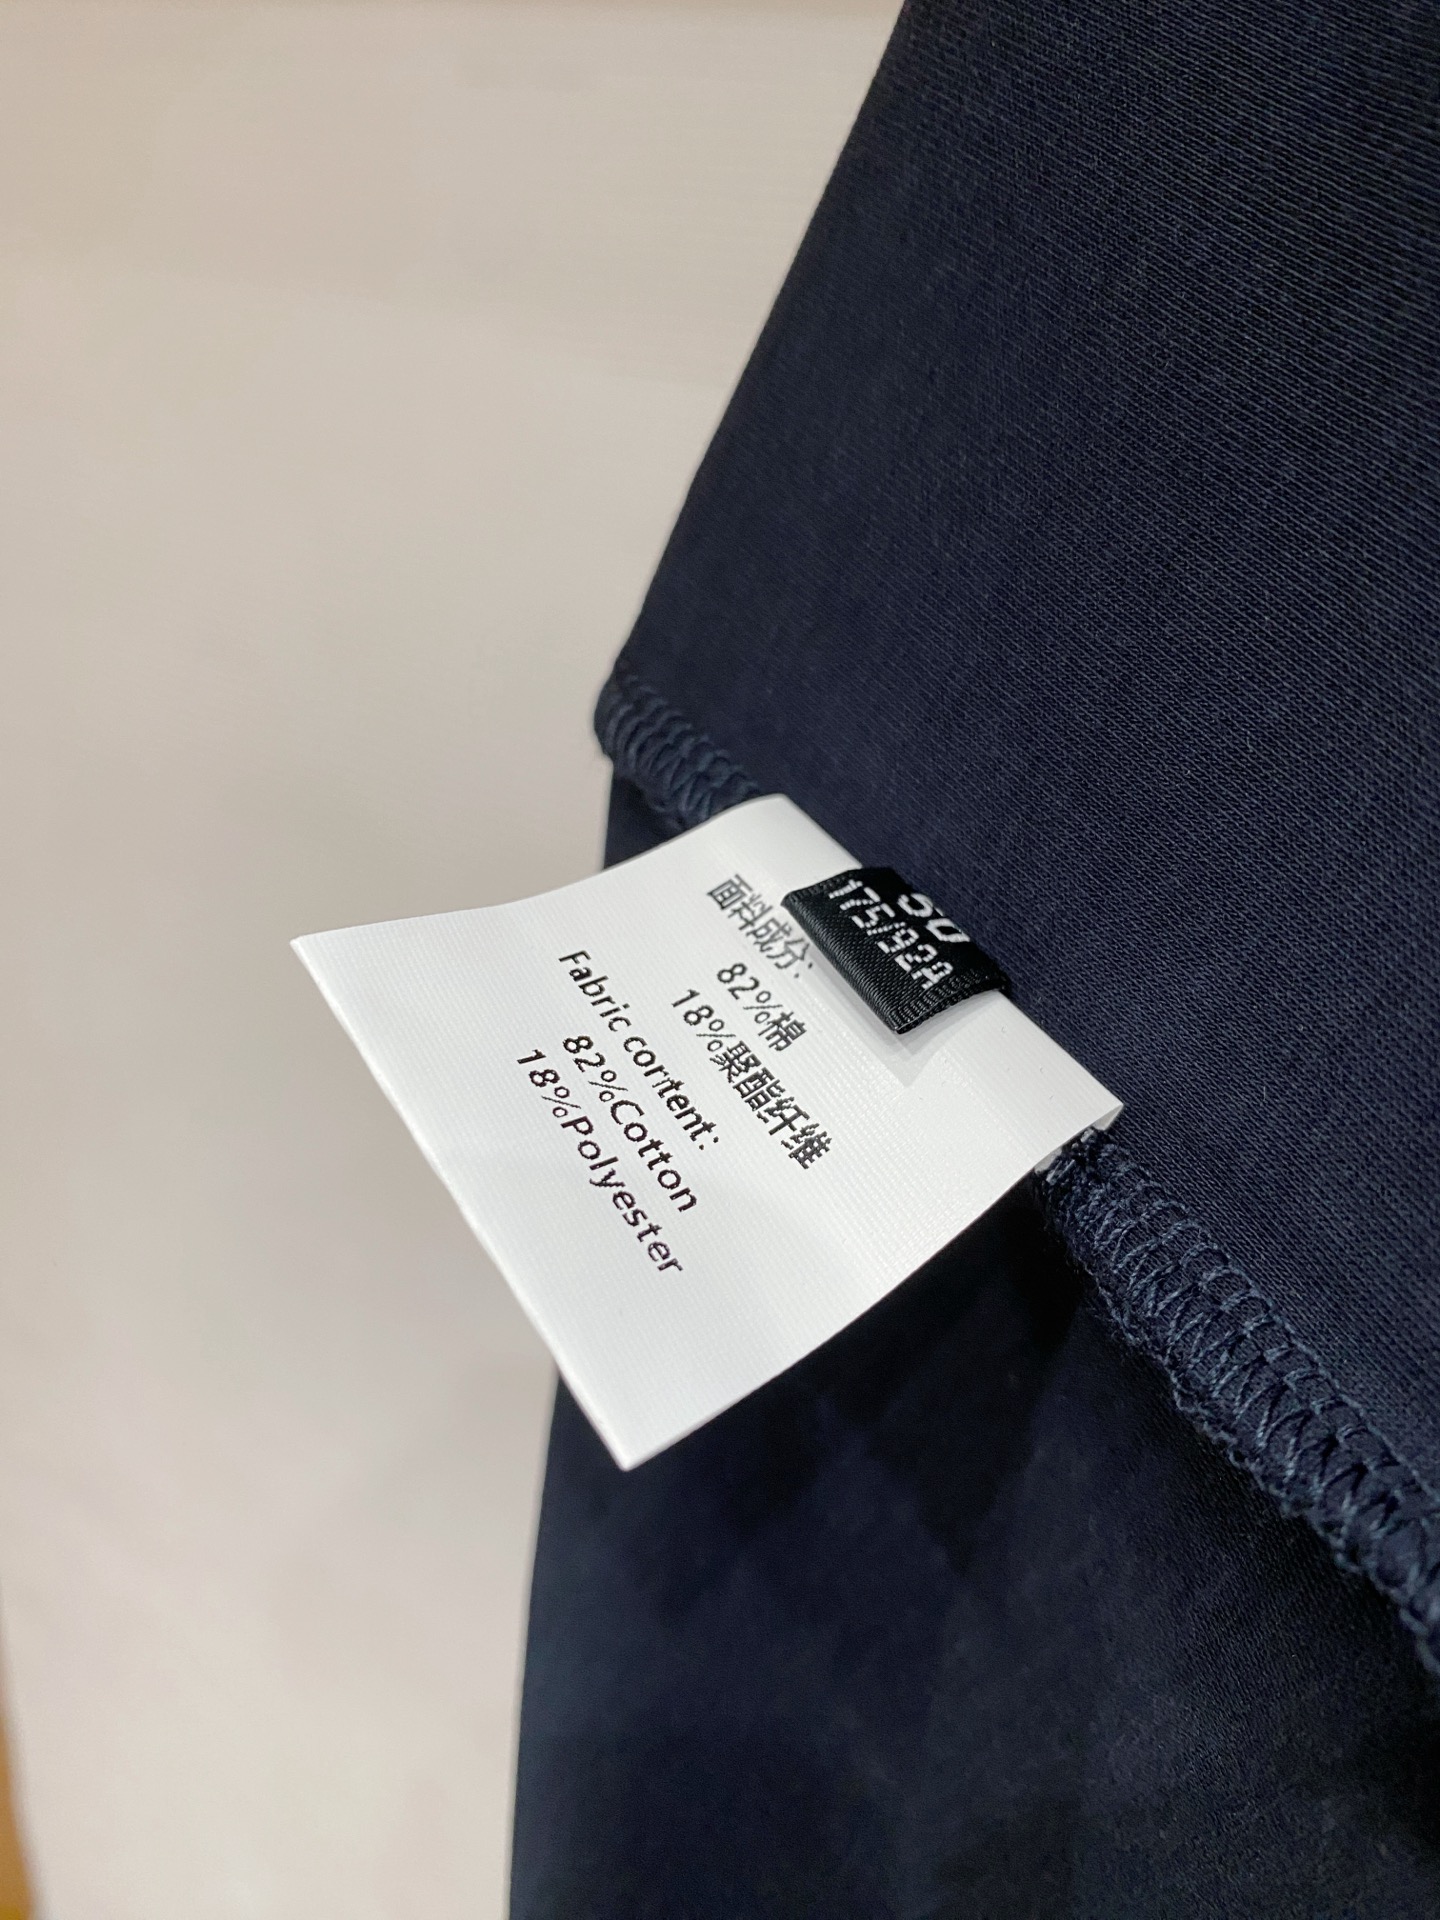 175/92A
面料成分：
82%棉
18%聚酯纤维
Fabric content:
82%Cotton
18%Polyester